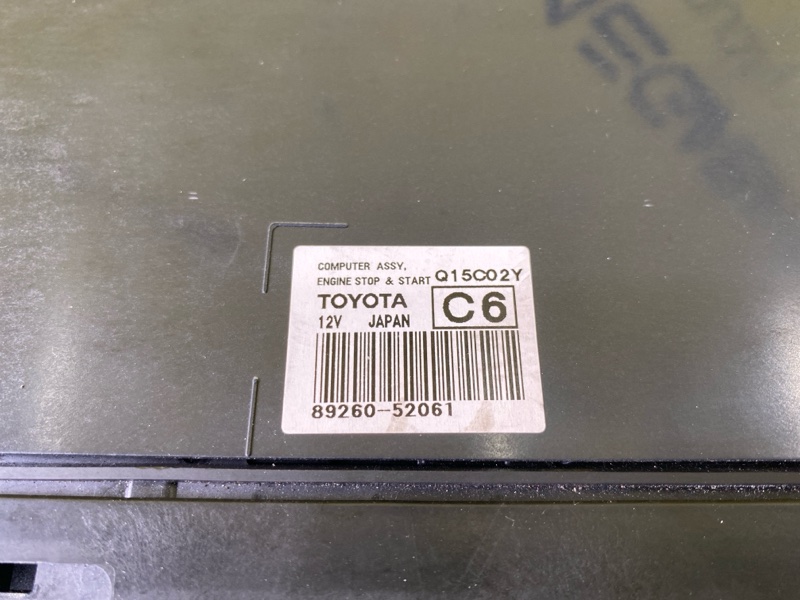 COMPUTER ASSY,
ENGINE STOP & START Q15C02Y
TOYOTA C6
12V JAPAN
89260-52061